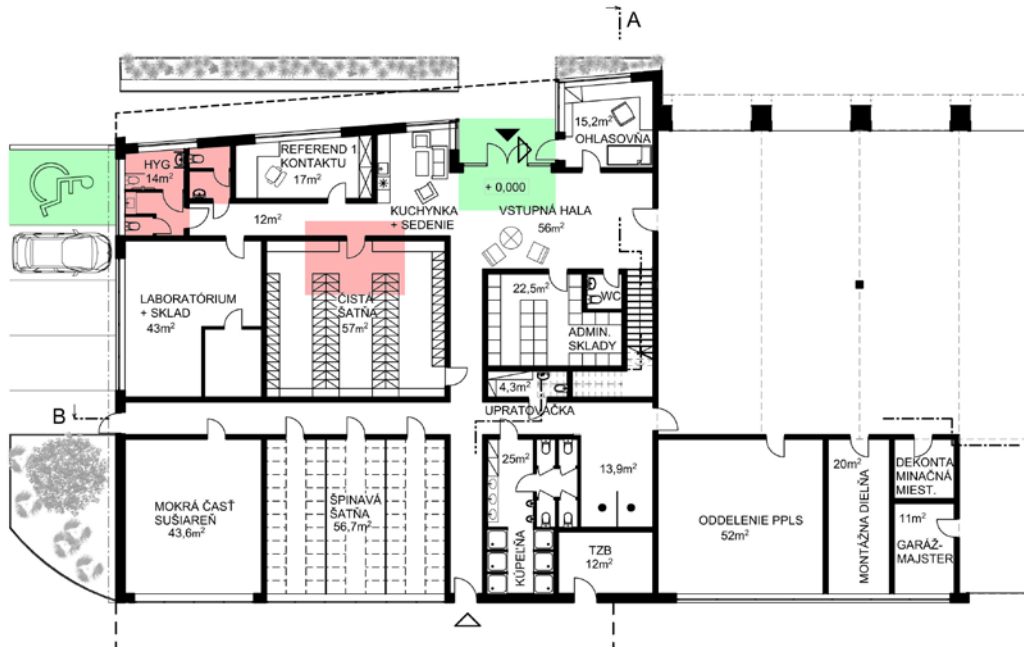 A
15,2m²
OHLASOVŇA
REFEREND 1
KONTAKTU
17m²
HYG
14m²
+ 0,000
12m²
KUCHYNKA
+ SEDENIE
VSTUPNÁ HALA
56m²
LABORATÓRIUM
+ SKLAD
43m²
ČISTÁ
ŠATŇA
57m²
22,5m²
WC
ADMIN.
SKLADY
4,3m²
UPRATOVAČKA
B
MOKRÁ ČASŤ
SUŠIAREŇ
43,6m²
ŠPINAVÁ
ŠATŇA
56,7m²
25m²
KÚPEĽŇA
13,9m²
TZB
12m²
ODDELENIE PPLS
52m²
20m²
MONTÁŽNA DIELŇA
DEKONTA
MINAČNÁ
MIEST.
11m²
GARÁŽ-
MAJSTER